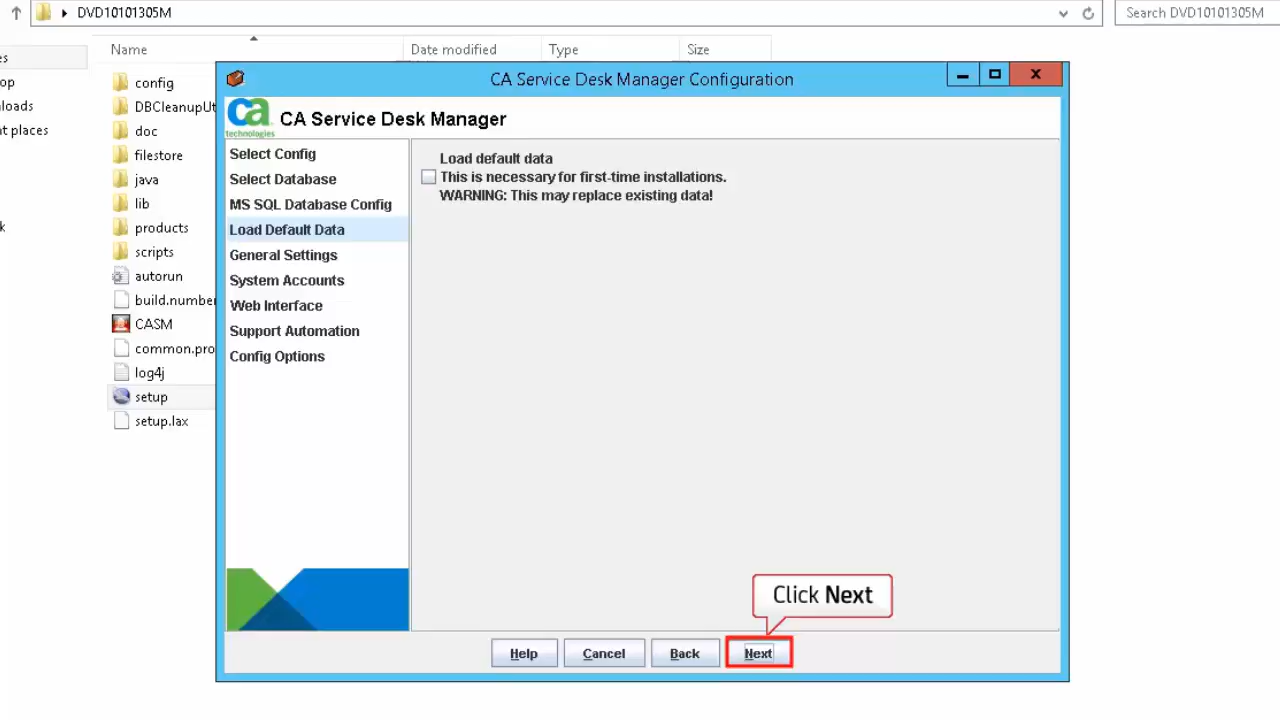 DVD10101305M
Search DVD10101305M
Name
Date modified
Type
Size
es
op
loads
t places
k
config
DBCleanupUt
doc
filestore
java
lib
products
scripts
autorun
build.number
CASM
common.pro
log4j
setup
setup.lax
CA Service Desk Manager Configuration
ca
technologies
CA Service Desk Manager
Select Config
Select Database
MS SQL Database Config
Load Default Data
General Settings
System Accounts
Web Interface
Support Automation
Config Options
Load default data
This is necessary for first-time installations.
WARNING: This may replace existing data!
Click Next
Help
Cancel
Back
Next